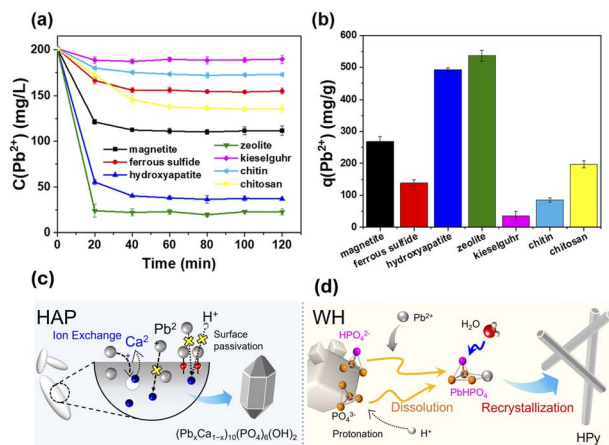 (a)
C(Pb2+) (mg/L)
200
150
100
50
0
0 20 40 60 80 100 120
Time (min)
magnetite
ferrous sulfide
hydroxyapatite
zeolite
kieselguhr
chitin
chitosan
(b)
q(Pb2+) (mg/g)
600
500
400
300
200
100
0
magnetite
ferrous sulfide
hydroxyapatite
zeolite
kieselguhr
chitin
chitosan
(c)
HAP
Ion Exchange
Ca2
Pb2
H+
Surface
passivation
(PbxCa1−x)10(PO4)6(OH)2
(d)
WH
HPO42-
Pb2+
H2O
PbHPO4
PO43-
Dissolution
Recrystallization
Protonation
H+
HPy